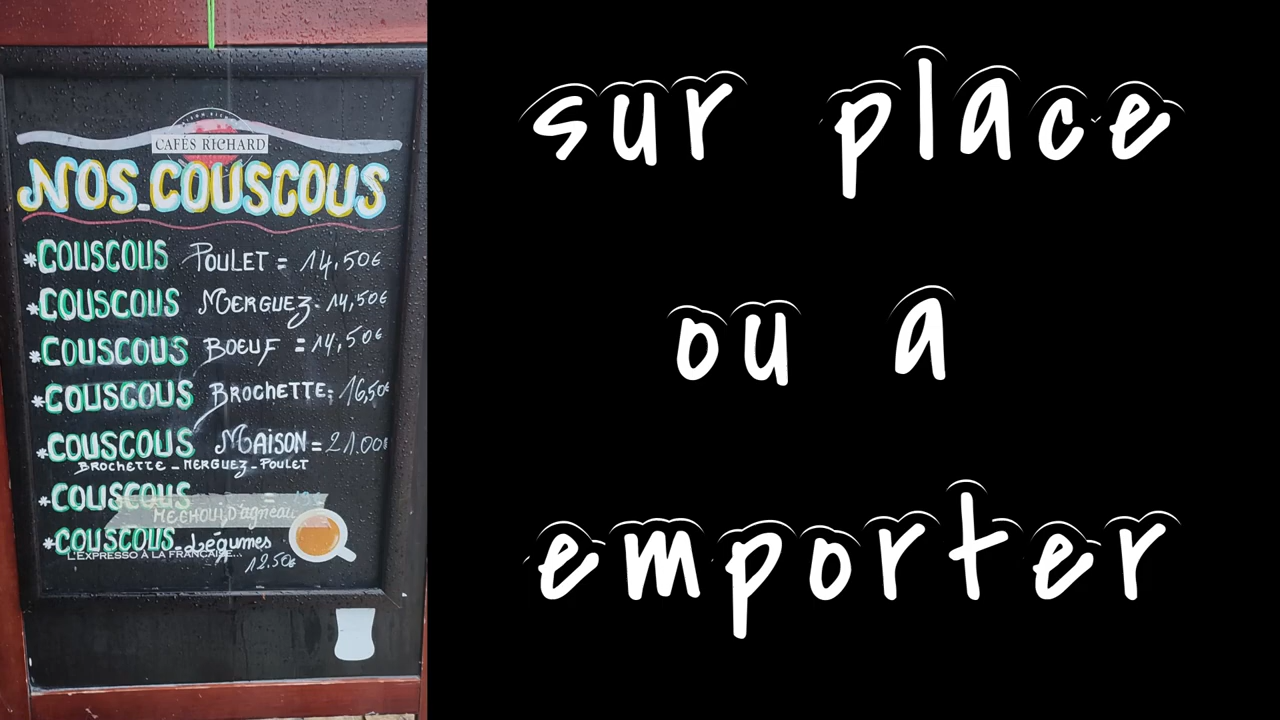 CAFÉS RICHARD
NOS COUSCOUS
*COUSCOUS POULET = 14,50€
*COUSCOUS MERGUEZ. 14,50€
*COUSCOUS BOEUF = 14,50€
*COUSCOUS BROCHETTE: 16,50€
*COUSCOUS MAISON = 21.00€
BROCHETTE - MERGUEZ - POULET
*COUSCOUS =
MECHOUI D'agneau
*COUSCOUS Légumes
L'EXPRESSO À LA FRANÇAISE...
12.50€
sur place
ou a
emporter